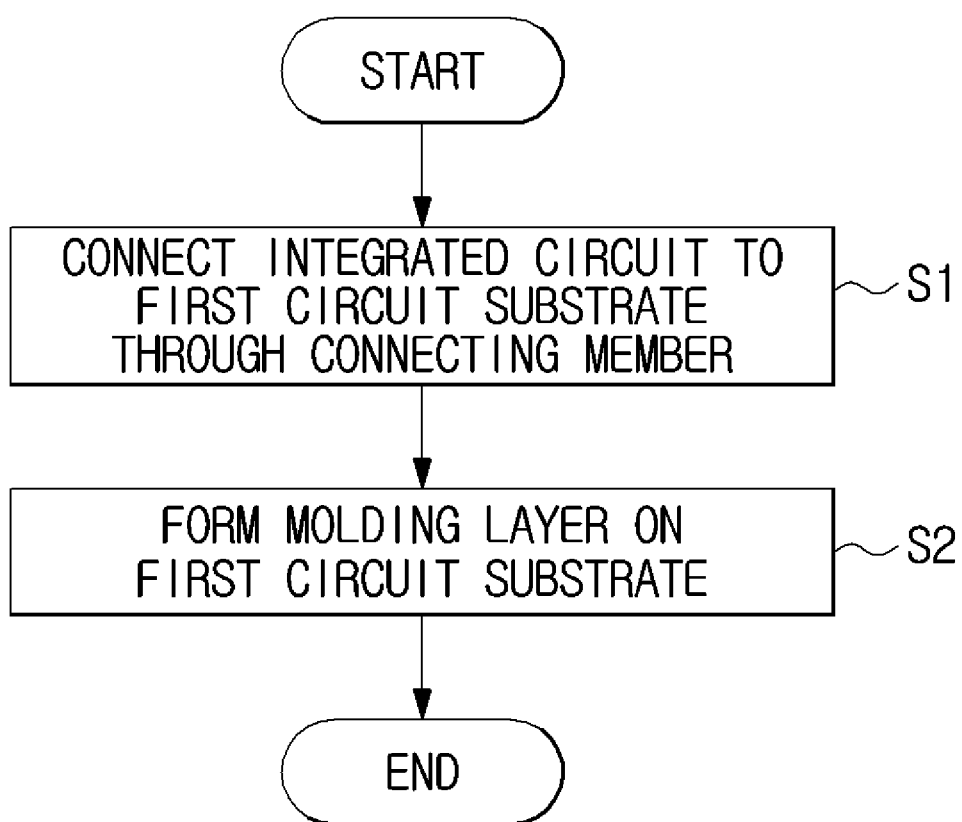 START
CONNECT INTEGRATED CIRCUIT TO
FIRST CIRCUIT SUBSTRATE
THROUGH CONNECTING MEMBER
S1
FORM MOLDING LAYER ON
FIRST CIRCUIT SUBSTRATE
S2
END